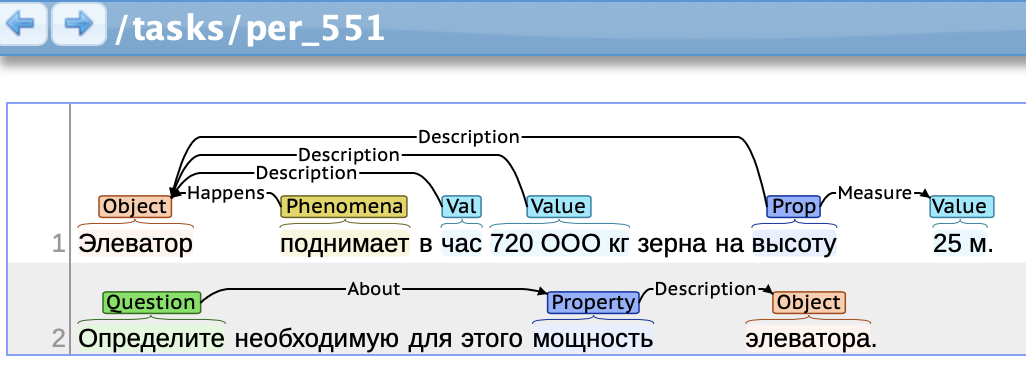 /tasks/per_551
Description
Description
Description
Happens
Measure
Object Phenomena Val Value Prop Value
1 Элеватор поднимает в час 720 ООО кг зерна на высоту 25 м.
About
Description
Question Property Object
2 Определите необходимую для этого мощность элеватора.